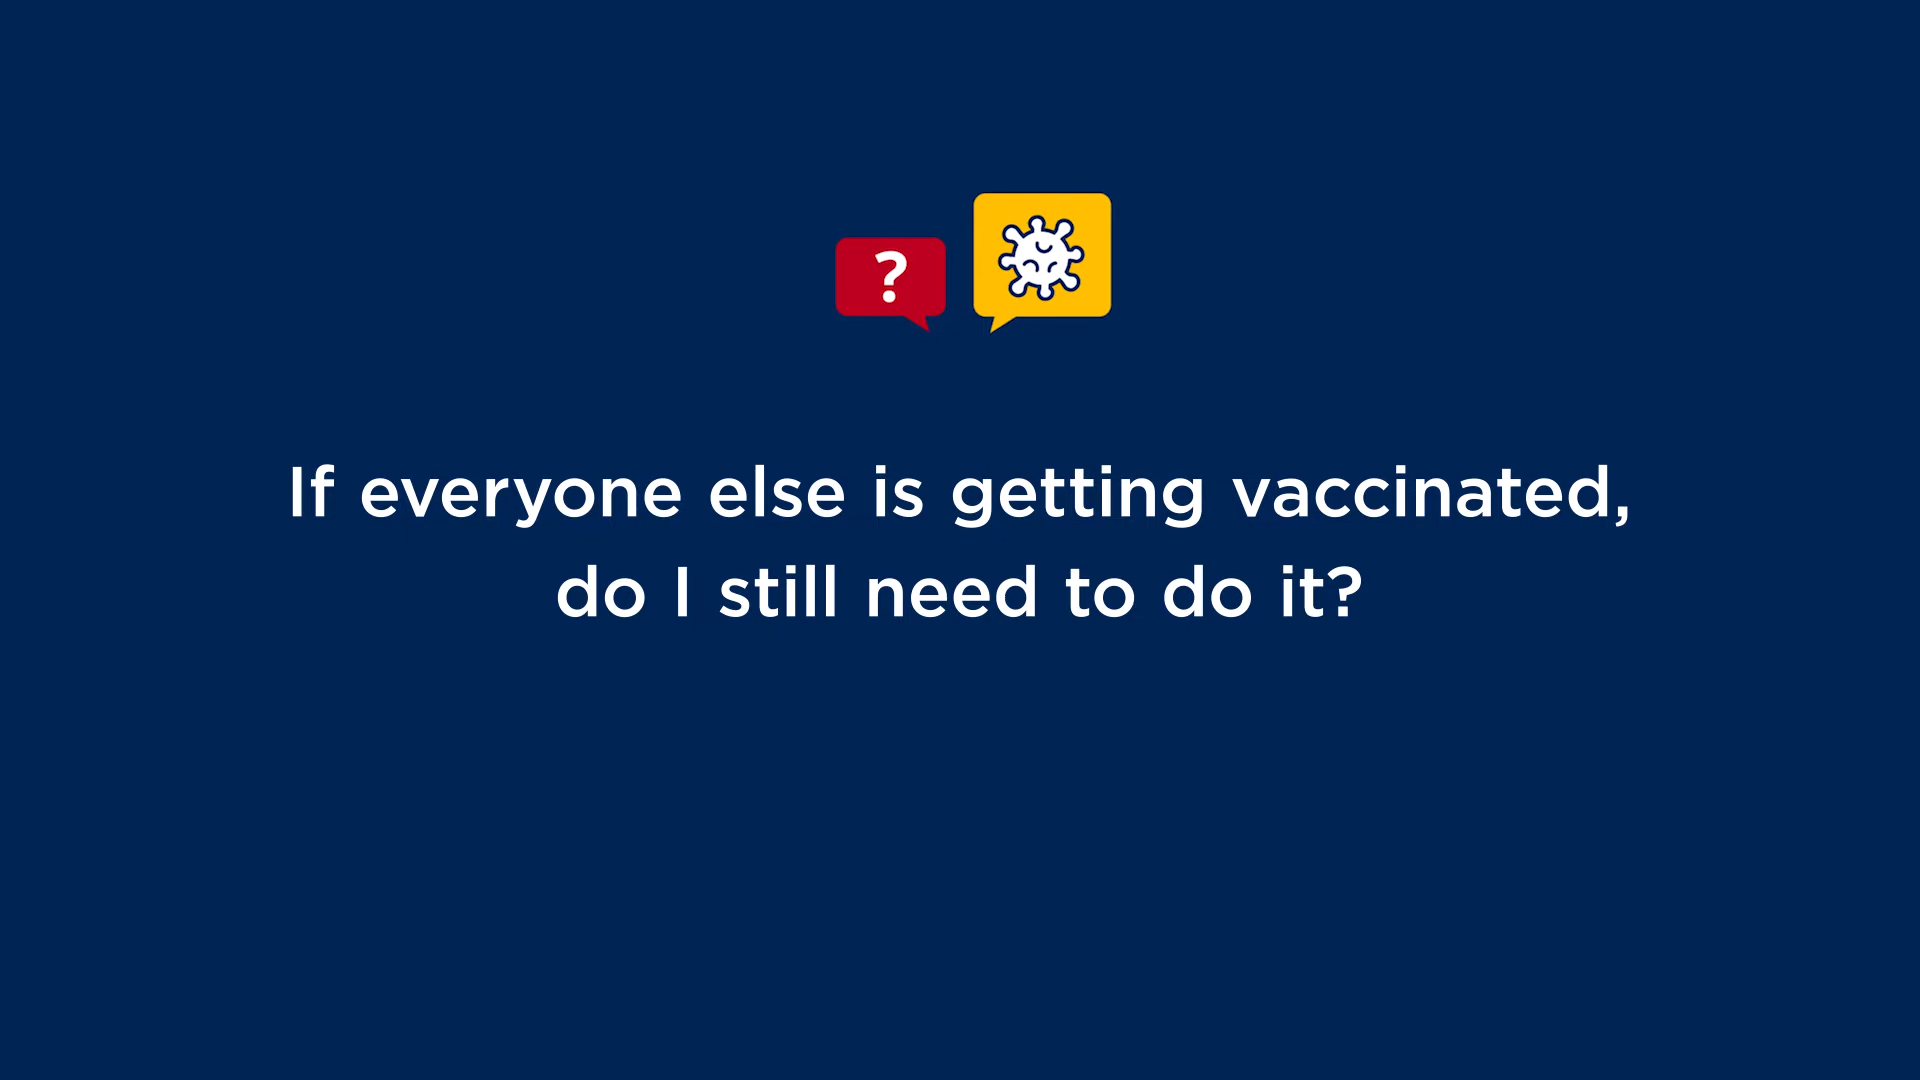 ?
If everyone else is getting vaccinated,
do I still need to do it?